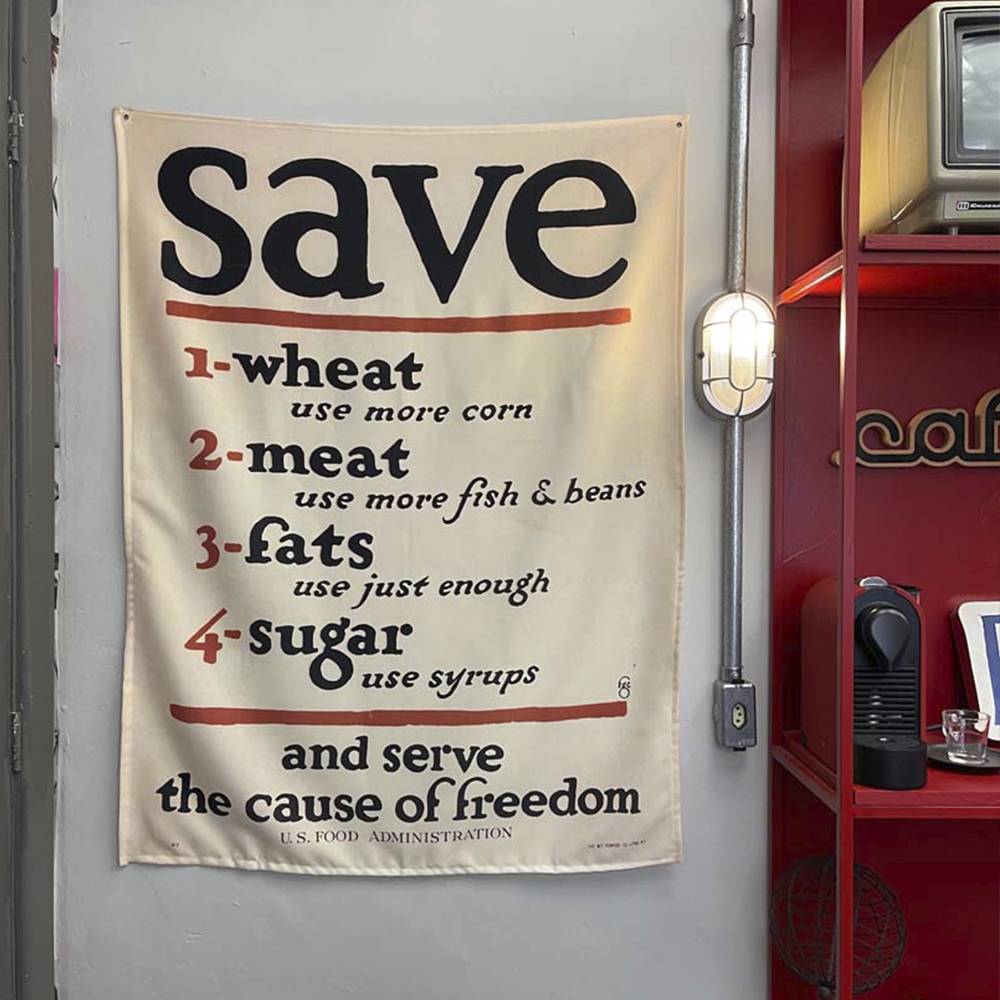 save
1-wheat
use more corn
2-meat
use more fish & beans
3-fats
use just enough
4-sugar
use syrups
and serve
the cause of freedom
U.S. FOOD ADMINISTRATION